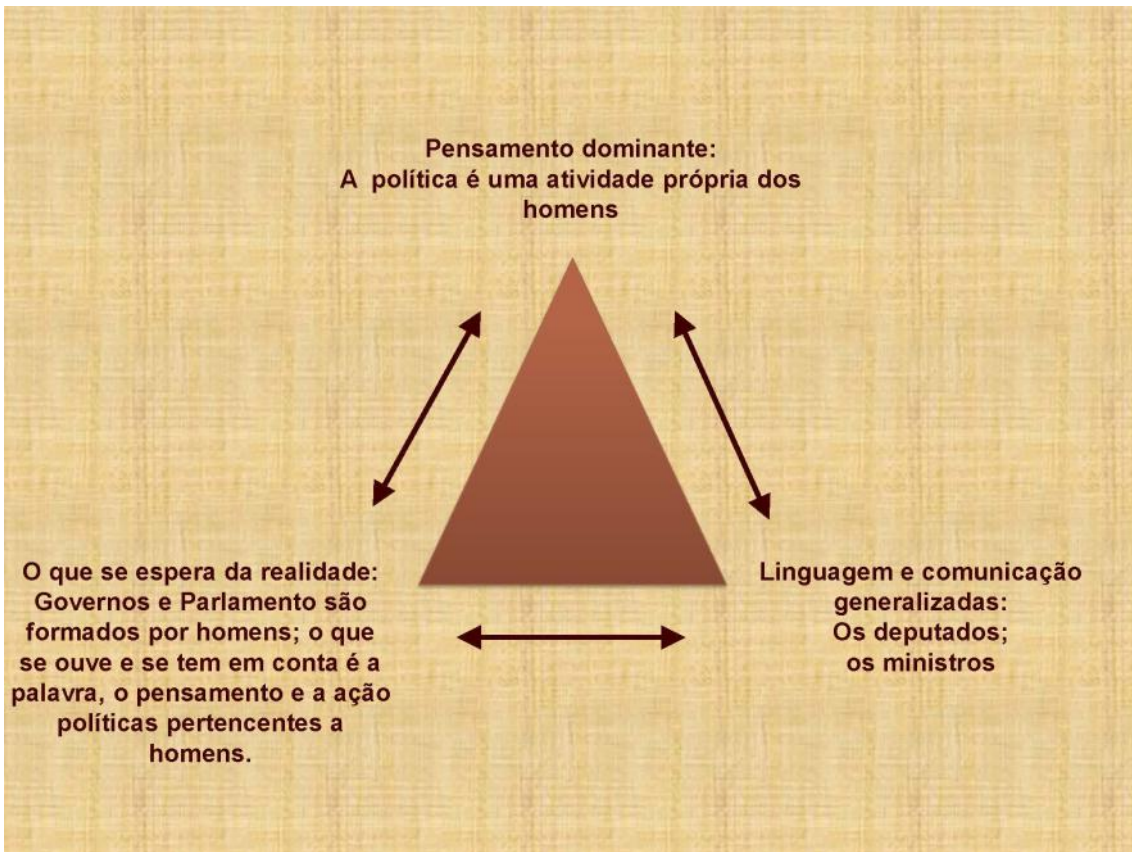 Pensamento dominante:
A política é uma atividade própria dos
homens
O que se espera da realidade:
Governos e Parlamento são
formados por homens; o que
se ouve e se tem em conta é a
palavra, o pensamento e a ação
políticas pertencentes a
homens.
Linguagem e comunicação
generalizadas:
Os deputados;
os ministros